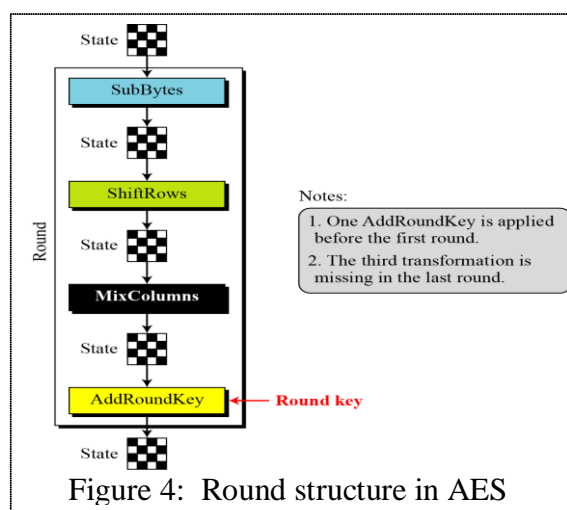 State
SubBytes
State
ShiftRows
State
MixColumns
State
AddRoundKey
Round key
State
Round
Notes:
1. One AddRoundKey is applied
before the first round.
2. The third transformation is
missing in the last round.
Figure 4: Round structure in AES